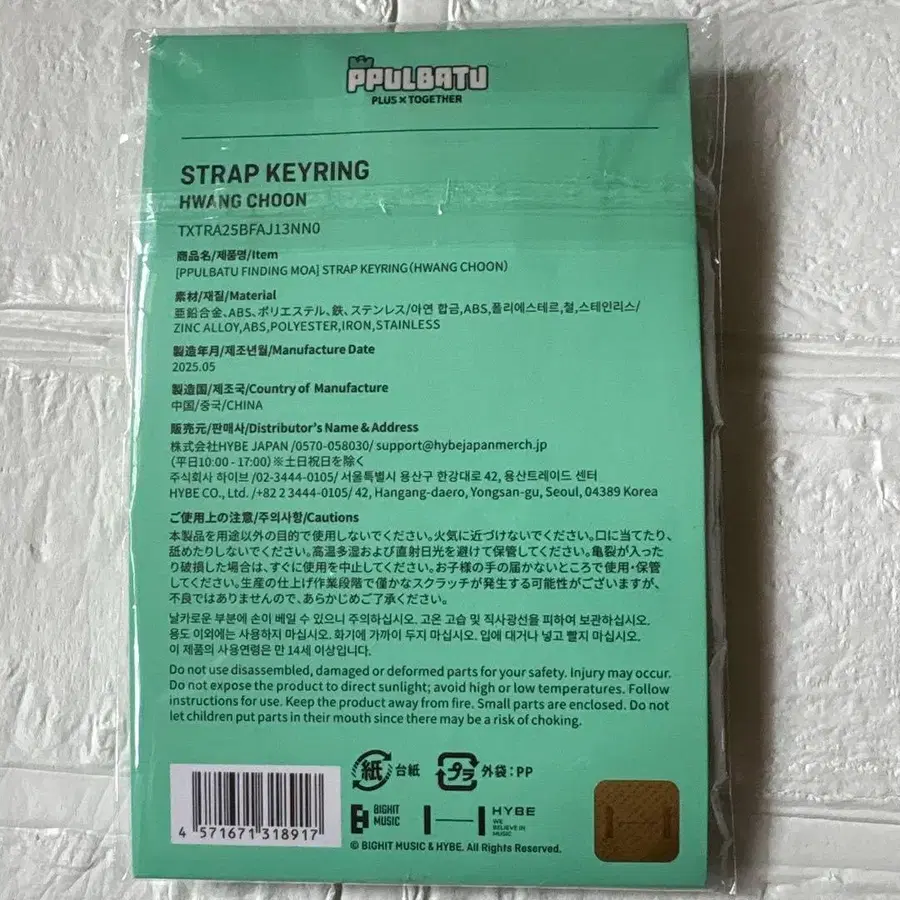 PPULBATU
PLUS × TOGETHER
STRAP KEYRING
HWANG CHOON
TXTRA25BFAJ13NN0
商品名/제품명/Item
[PPULBATU FINDING MOA] STRAP KEYRING(HWANG CHOON)
素材/재질/Material
亜鉛合金、ABS、ポリエステル、鉄、ステンレス/아연 합금,ABS,폴리에스테르,철,스테인리스/
ZINC ALLOY,ABS,POLYESTER,IRON,STAINLESS
製造年月/제조년월/Manufacture Date
2025.05
製造国/제조국/Country of Manufacture
中国/중국/CHINA
販売元/판매사/Distributor's Name & Address
株式会社HYBE JAPAN /0570-058030/ support@hybejapanmerch.jp
(平日10:00 - 17:00)※土日祝日を除く
주식회사 하이브 /02-3444-0105/ 서울특별시 용산구 한강대로 42, 용산트레이드 센터
HYBE CO., Ltd. /+82 2 3444-0105/ 42, Hangang-daero, Yongsan-gu, Seoul, 04389 Korea
ご使用上の注意/주의사항/Cautions
本製品を用途以外の目的で使用しないでください。火気に近づけないでください。口に当てたり、
舐めたりしないでください。高温多湿および直射日光を避けて保管してください。亀裂が入った
り破損した場合は、すぐに使用を中止してください。お子様の手の届かないところで使用・保管
してください。生産の仕上げ作業段階で僅かなスクラッチが発生する可能性がございますが、
不良ではありませんので、あらかじめご了承ください。
날카로운 부분에 손이 베일 수 있으니 주의하십시오. 고온 고습 및 직사광선을 피하여 보관하십시오.
용도 이외에는 사용하지 마십시오. 화기에 가까이 두지 마십시오. 입에 대거나 넣고 빨지 마십시오.
이 제품의 사용연령은 만 14세 이상입니다.
Do not use disassembled, damaged or deformed parts for your safety. Injury may occur.
Do not expose the product to direct sunlight; avoid high or low temperatures. Follow
instructions for use. Keep the product away from fire. Small parts are enclosed. Do not
let children put parts in their mouth since there may be a risk of choking.
紙 台紙 プラ 外袋:PP
4 571671 318917
BIGHIT
MUSIC
HYBE
WE
BELIEVE IN
MUSIC
© BIGHIT MUSIC & HYBE. All Rights Reserved.